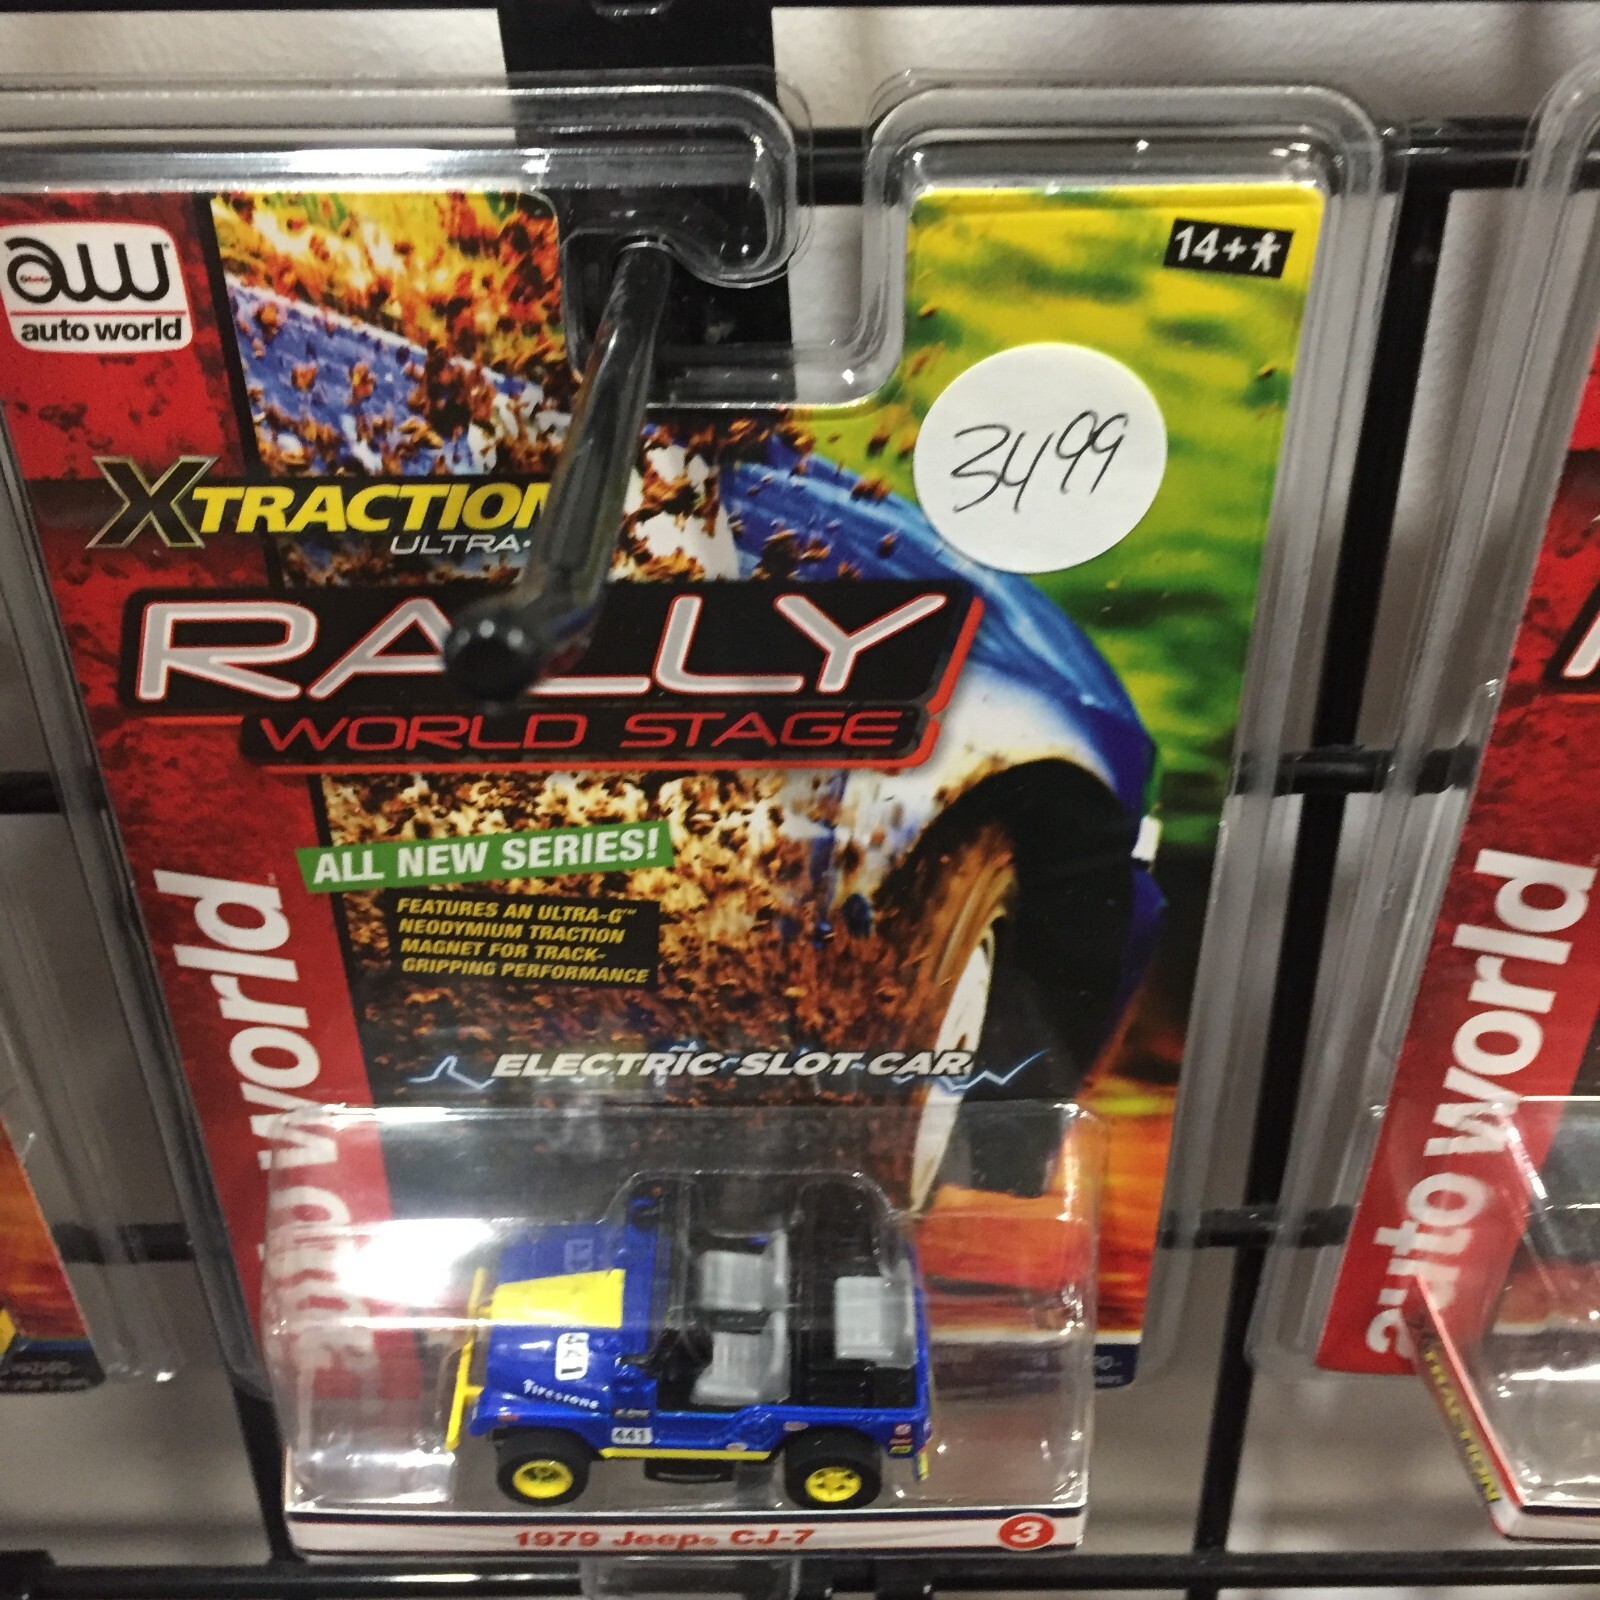 aw
auto world
14+
3499
XTRACTION
ULTRA
RALLY
WORLD STAGE
ALL NEW SERIES!
FEATURES AN ULTRA-G™
NEODYMIUM TRACTION
MAGNET FOR TRACK-
GRIPPING PERFORMANCE
auto world
ELECTRIC SLOT CAR
441
Firestone
441
1979 Jeep® CJ-7
3
auto world
XTRACTION